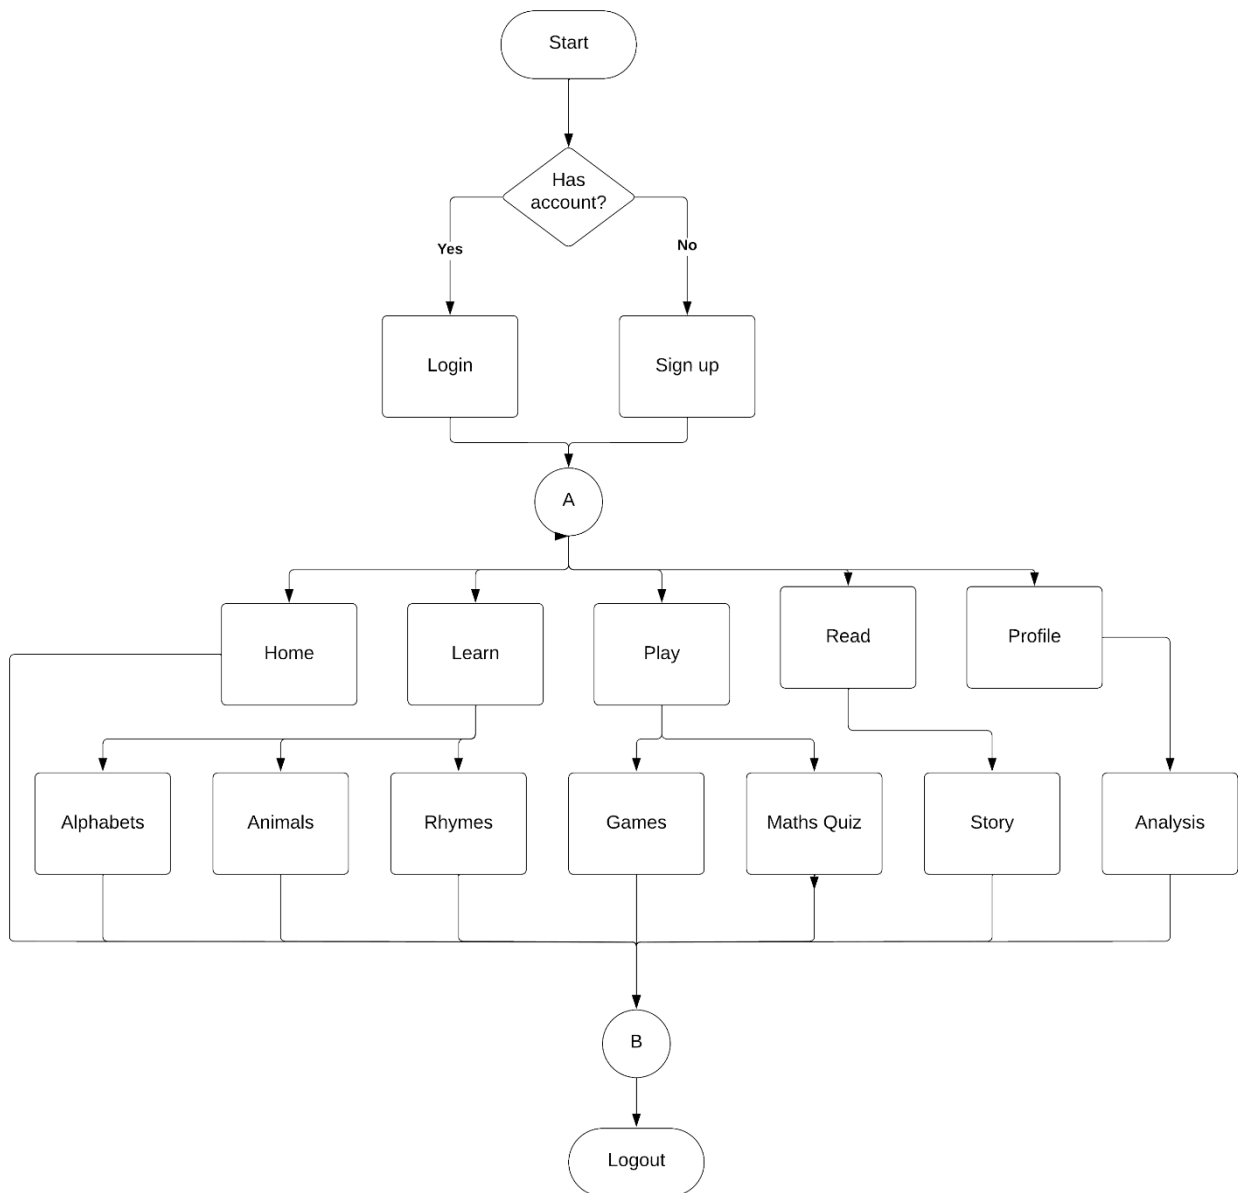 Start
Has
account?
Yes
No
Login
Sign up
A
Home
Learn
Play
Read
Profile
Alphabets
Animals
Rhymes
Games
Maths Quiz
Story
Analysis
B
Logout